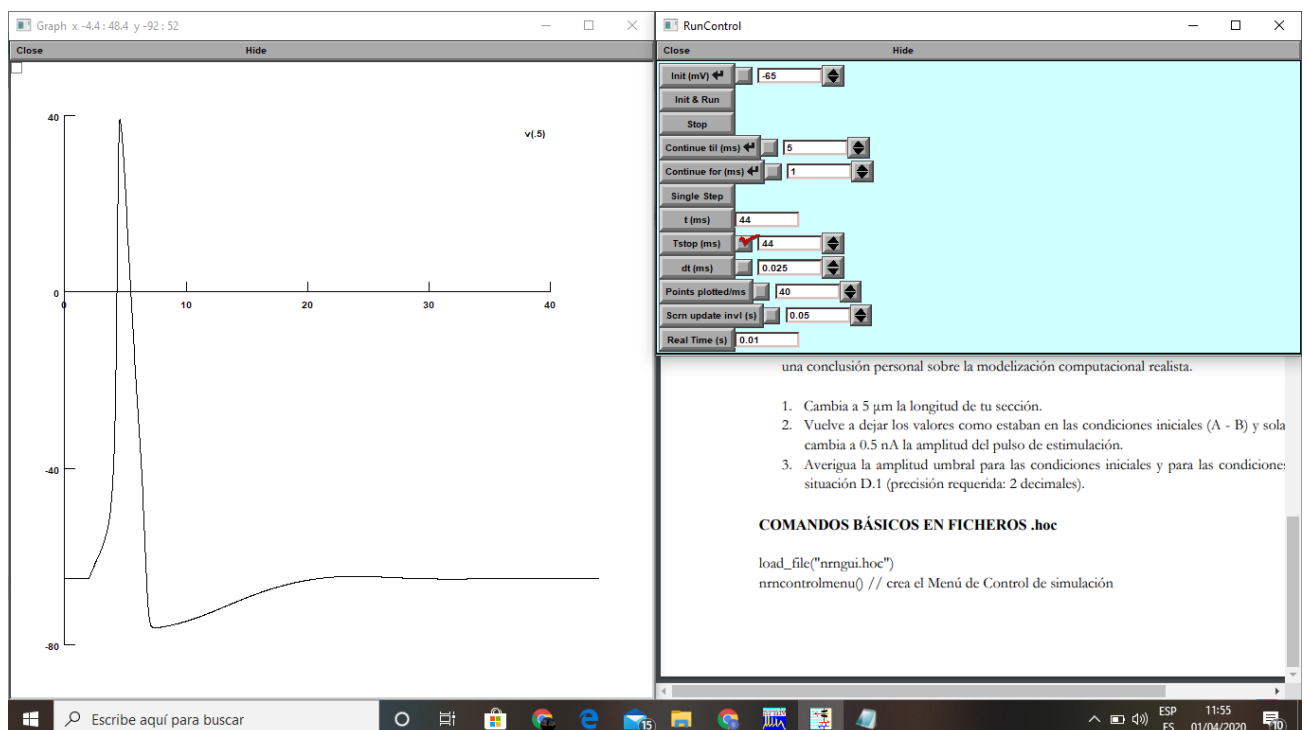 Graph x -4.4 : 48.4 y -92 : 52
Close Hide
40
v(.5)
0
0 10 20 30 40
-40
-80
RunControl
Close Hide
Init (mV) -65
Init & Run
Stop
Continue til (ms) 5
Continue for (ms) 1
Single Step
t (ms) 44
Tstop (ms) 44
dt (ms) 0.025
Points plotted/ms 40
Scrn update invl (s) 0.05
Real Time (s) 0.01
una conclusión personal sobre la modelización computacional realista.
1. Cambia a 5 μm la longitud de tu sección.
2. Vuelve a dejar los valores como estaban en las condiciones iniciales (A - B) y sola
cambia a 0.5 nA la amplitud del pulso de estimulación.
3. Averigua la amplitud umbral para las condiciones iniciales y para las condicione
situación D.1 (precisión requerida: 2 decimales).
COMANDOS BÁSICOS EN FICHEROS .hoc
load_file("nrngui.hoc")
nrncontrolmenu() // crea el Menú de Control de simulación
Escribe aquí para buscar
15
ESP
ES
11:55
01/04/2020
10